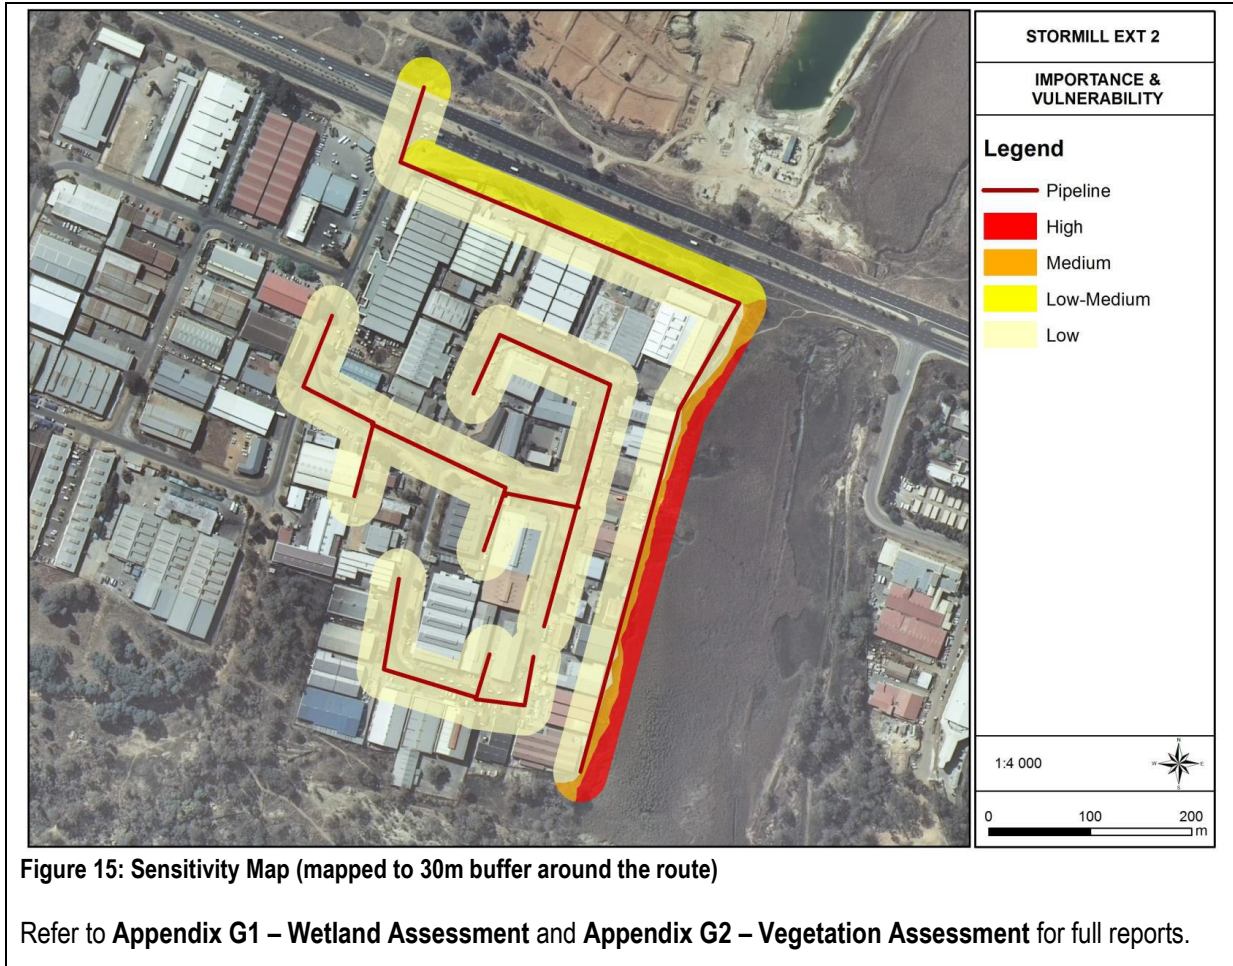 STORMILL EXT 2
IMPORTANCE &
VULNERABILITY
Legend
Pipeline
High
Medium
Low-Medium
Low
1:4 000
N
W E
S
0 100 200
m
Figure 15: Sensitivity Map (mapped to 30m buffer around the route)
Refer to Appendix G1 – Wetland Assessment and Appendix G2 – Vegetation Assessment for full reports.